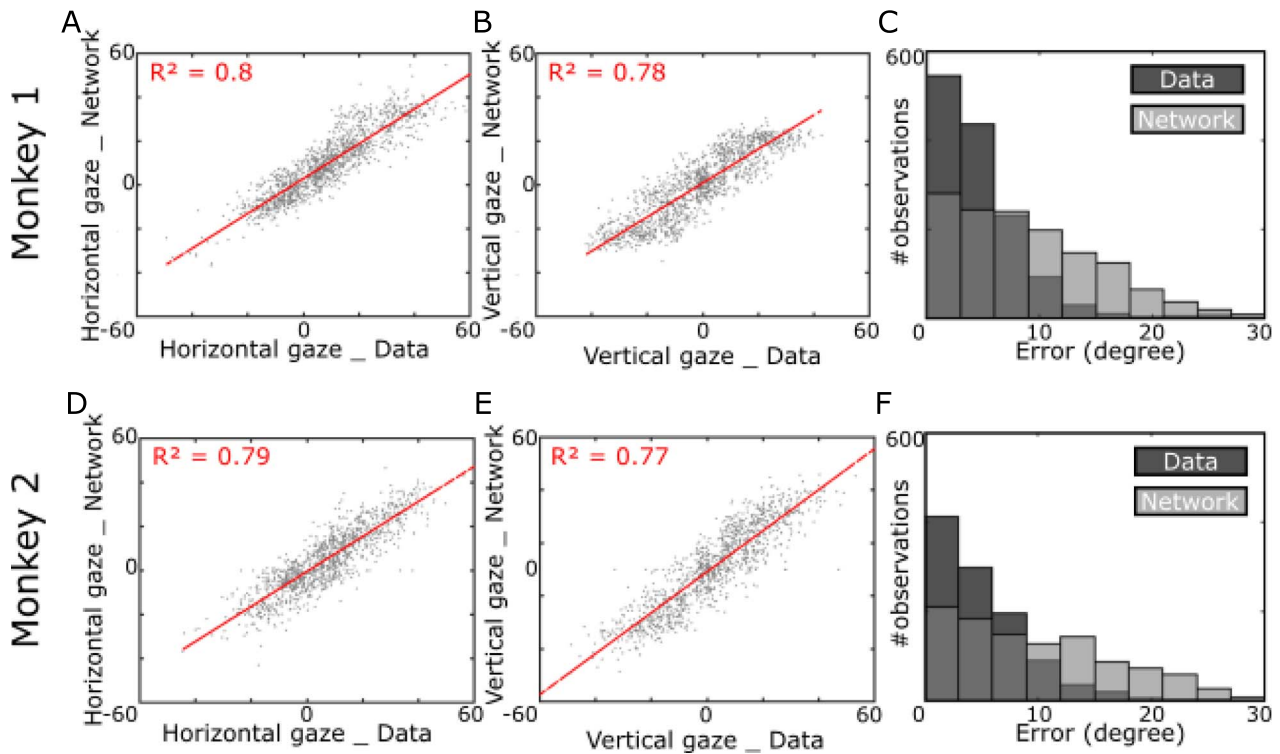 A
B
C
Monkey 1
Horizontal gaze _ Network
60
0
-60
R² = 0.8
0
60
Horizontal gaze _ Data
Vertical gaze _ Network
60
0
-60
R² = 0.78
0
60
Vertical gaze _ Data
#observations
600
Data
Network
0
10
20
30
Error (degree)
D
E
F
Monkey 2
Horizontal gaze _ Network
60
0
-60
R² = 0.79
0
60
Horizontal gaze _ Data
Vertical gaze _ Network
60
0
-60
R² = 0.77
0
60
Vertical gaze _ Data
#observations
600
Data
Network
0
10
20
30
Error (degree)